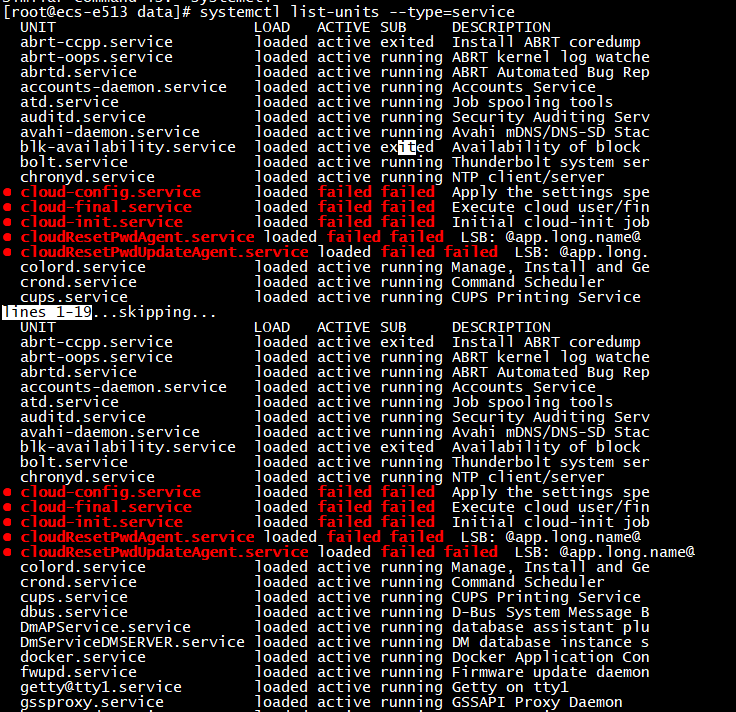 [root@ecs-e513 data]# systemctl list-units --type=service
UNIT LOAD ACTIVE SUB DESCRIPTION
abrt-ccpp.service loaded active exited Install ABRT coredump
abrt-oops.service loaded active running ABRT kernel log watche
abrtd.service loaded active running ABRT Automated Bug Rep
accounts-daemon.service loaded active running Accounts Service
atd.service loaded active running Job spooling tools
auditd.service loaded active running Security Auditing Serv
avahi-daemon.service loaded active running Avahi mDNS/DNS-SD Stac
blk-availability.service loaded active exited Availability of block
bolt.service loaded active running Thunderbolt system ser
chronyd.service loaded active running NTP client/server
● cloud-config.service loaded failed failed Apply the settings spe
● cloud-final.service loaded failed failed Execute cloud user/fin
● cloud-init.service loaded failed failed Initial cloud-init job
● cloudResetPwdAgent.service loaded failed failed LSB: @app.long.name@
● cloudResetPwdUpdateAgent.service loaded failed failed LSB: @app.long.
colord.service loaded active running Manage, Install and Ge
crond.service loaded active running Command Scheduler
cups.service loaded active running CUPS Printing Service
lines 1-19...skipping...
UNIT LOAD ACTIVE SUB DESCRIPTION
abrt-ccpp.service loaded active exited Install ABRT coredump
abrt-oops.service loaded active running ABRT kernel log watche
abrtd.service loaded active running ABRT Automated Bug Rep
accounts-daemon.service loaded active running Accounts Service
atd.service loaded active running Job spooling tools
auditd.service loaded active running Security Auditing Serv
avahi-daemon.service loaded active running Avahi mDNS/DNS-SD Stac
blk-availability.service loaded active exited Availability of block
bolt.service loaded active running Thunderbolt system ser
chronyd.service loaded active running NTP client/server
● cloud-config.service loaded failed failed Apply the settings spe
● cloud-final.service loaded failed failed Execute cloud user/fin
● cloud-init.service loaded failed failed Initial cloud-init job
● cloudResetPwdAgent.service loaded failed failed LSB: @app.long.name@
● cloudResetPwdUpdateAgent.service loaded failed failed LSB: @app.long.name@
colord.service loaded active running Manage, Install and Ge
crond.service loaded active running Command Scheduler
cups.service loaded active running CUPS Printing Service
dbus.service loaded active running D-Bus System Message B
DmAPService.service loaded active running database assistant plu
DmServiceDMSERVER.service loaded active running DM database instance s
docker.service loaded active running Docker Application Con
fwupd.service loaded active running Firmware update daemon
getty@tty1.service loaded active running Getty on tty1
gssproxy.service loaded active running GSSAPI Proxy Daemon